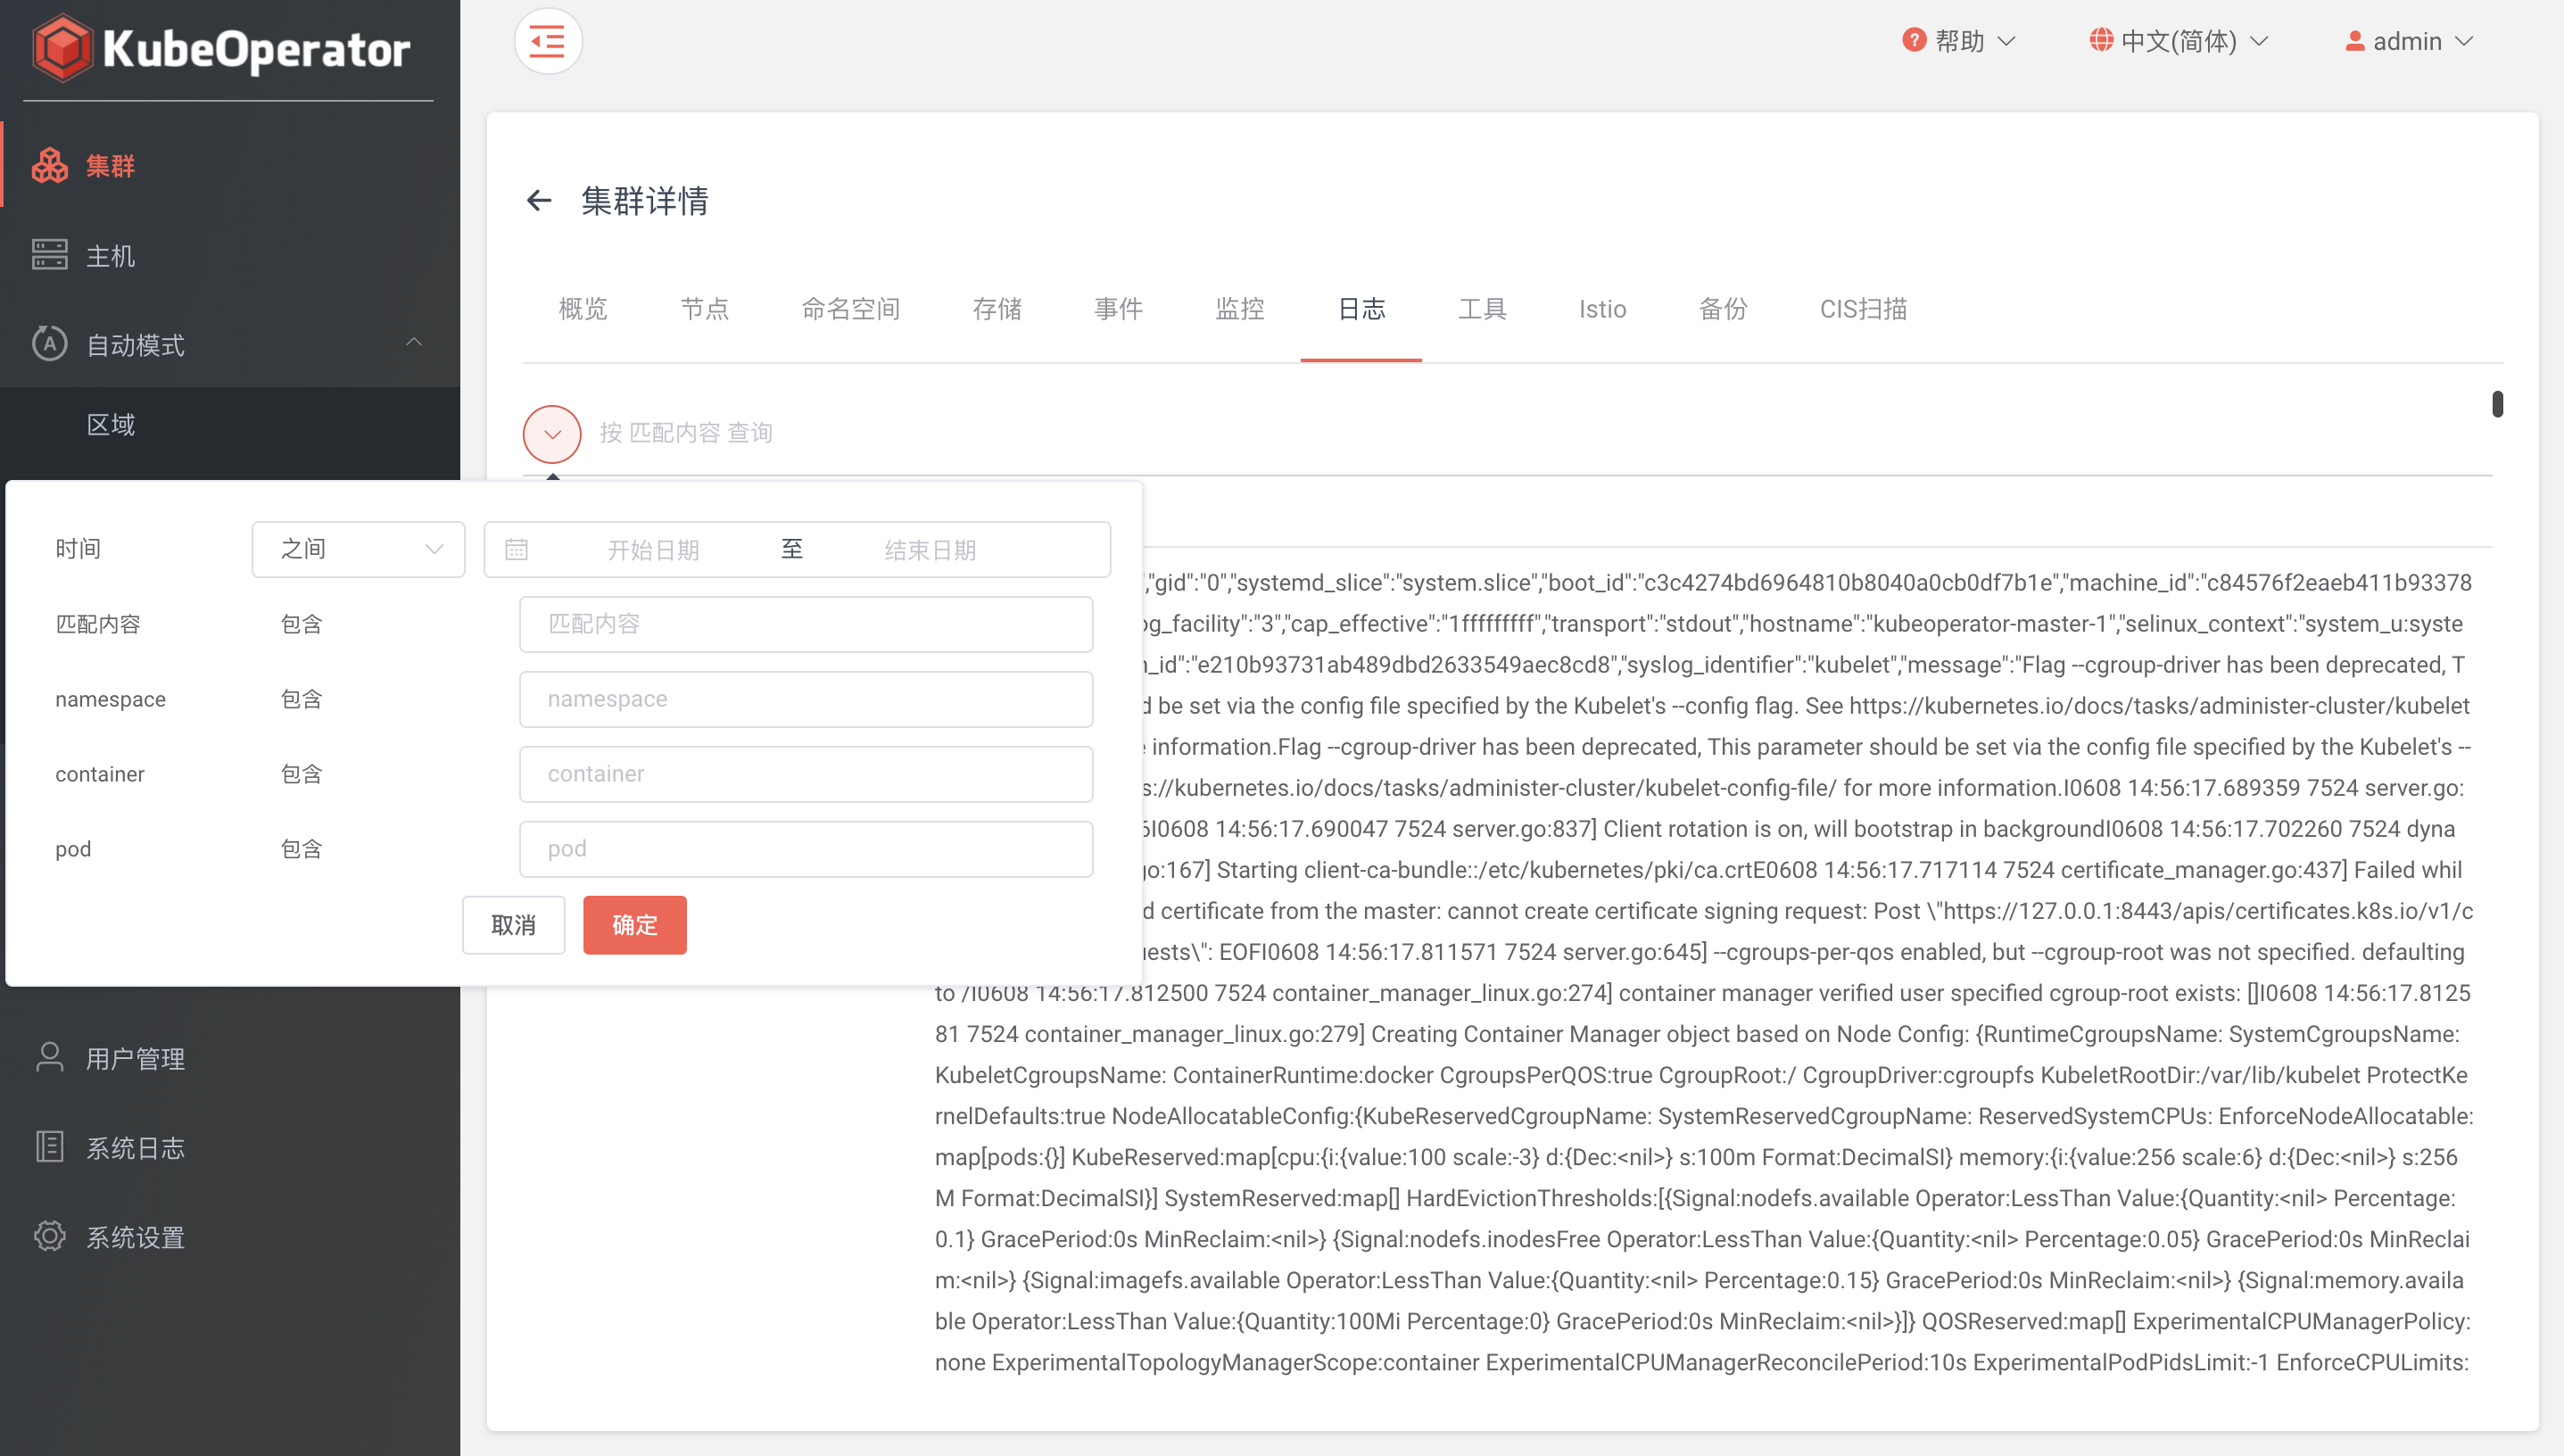 KubeOperator
帮助
中文(简体)
admin
集群
主机
自动模式
区域
用户管理
系统日志
系统设置
集群详情
概览
节点
命名空间
存储
事件
监控
日志
工具
Istio
备份
CIS扫描
按 匹配内容 查询
时间
之间
开始日期
至
结束日期
匹配内容
包含
匹配内容
namespace
包含
namespace
container
包含
container
pod
包含
pod
取消
确定
,"gid":"0","systemd_slice":"system.slice","boot_id":"c3c4274bd6964810b8040a0cb0df7b1e","machine_id":"c84576f2eaeb411b93378
og_facility":"3","cap_effective":"1fffffffff","transport":"stdout","hostname":"kubeoperator-master-1","selinux_context":"system_u:syste
_id":"e210b93731ab489dbd2633549aec8cd8","syslog_identifier":"kubelet","message":"Flag --cgroup-driver has been deprecated, T
d be set via the config file specified by the Kubelet's --config flag. See https://kubernetes.io/docs/tasks/administer-cluster/kubelet
information.Flag --cgroup-driver has been deprecated, This parameter should be set via the config file specified by the Kubelet's --
s://kubernetes.io/docs/tasks/administer-cluster/kubelet-config-file/ for more information.I0608 14:56:17.689359 7524 server.go:
6I0608 14:56:17.690047 7524 server.go:837] Client rotation is on, will bootstrap in backgroundI0608 14:56:17.702260 7524 dyna
go:167] Starting client-ca-bundle::/etc/kubernetes/pki/ca.crtE0608 14:56:17.717114 7524 certificate_manager.go:437] Failed whil
d certificate from the master: cannot create certificate signing request: Post \"https://127.0.0.1:8443/apis/certificates.k8s.io/v1/c
uests\": EOFI0608 14:56:17.811571 7524 server.go:645] --cgroups-per-qos enabled, but --cgroup-root was not specified. defaulting
to /I0608 14:56:17.812500 7524 container_manager_linux.go:274] container manager verified user specified cgroup-root exists: []I0608 14:56:17.8125
81 7524 container_manager_linux.go:279] Creating Container Manager object based on Node Config: {RuntimeCgroupsName: SystemCgroupsName:
KubeletCgroupsName: ContainerRuntime:docker CgroupsPerQOS:true CgroupRoot:/ CgroupDriver:cgroupfs KubeletRootDir:/var/lib/kubelet ProtectKe
rnelDefaults:true NodeAllocatableConfig:{KubeReservedCgroupName: SystemReservedCgroupName: ReservedSystemCPUs: EnforceNodeAllocatable:
map[pods:{}] KubeReserved:map[cpu:{i:{value:100 scale:-3} d:{Dec:<nil>} s:100m Format:DecimalSI} memory:{i:{value:256 scale:6} d:{Dec:<nil>} s:256
M Format:DecimalSI}] SystemReserved:map[] HardEvictionThresholds:[{Signal:nodefs.available Operator:LessThan Value:{Quantity:<nil> Percentage:
0.1} GracePeriod:0s MinReclaim:<nil>} {Signal:nodefs.inodesFree Operator:LessThan Value:{Quantity:<nil> Percentage:0.05} GracePeriod:0s MinReclai
m:<nil>} {Signal:imagefs.available Operator:LessThan Value:{Quantity:<nil> Percentage:0.15} GracePeriod:0s MinReclaim:<nil>} {Signal:memory.availa
ble Operator:LessThan Value:{Quantity:100Mi Percentage:0} GracePeriod:0s MinReclaim:<nil>}]} QOSReserved:map[] ExperimentalCPUManagerPolicy:
none ExperimentalTopologyManagerScope:container ExperimentalCPUManagerReconcilePeriod:10s ExperimentalPodPidsLimit:-1 EnforceCPULimits: